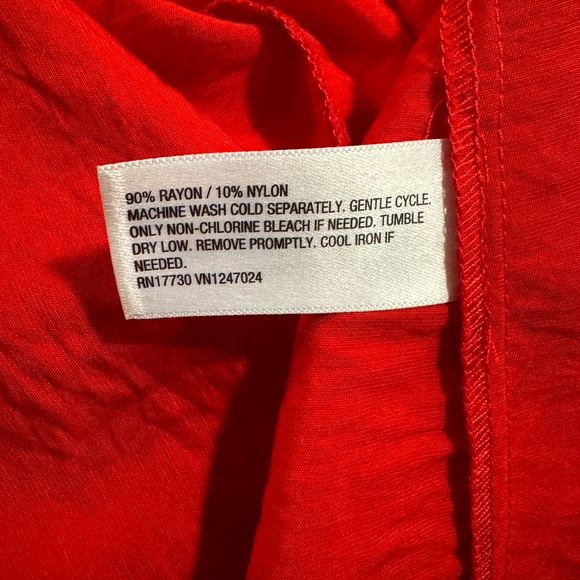 90% RAYON / 10% NYLON
MACHINE WASH COLD SEPARATELY. GENTLE CYCLE.
ONLY NON-CHLORINE BLEACH IF NEEDED. TUMBLE
DRY LOW. REMOVE PROMPTLY. COOL IRON IF
NEEDED.
RN17730 VN1247024